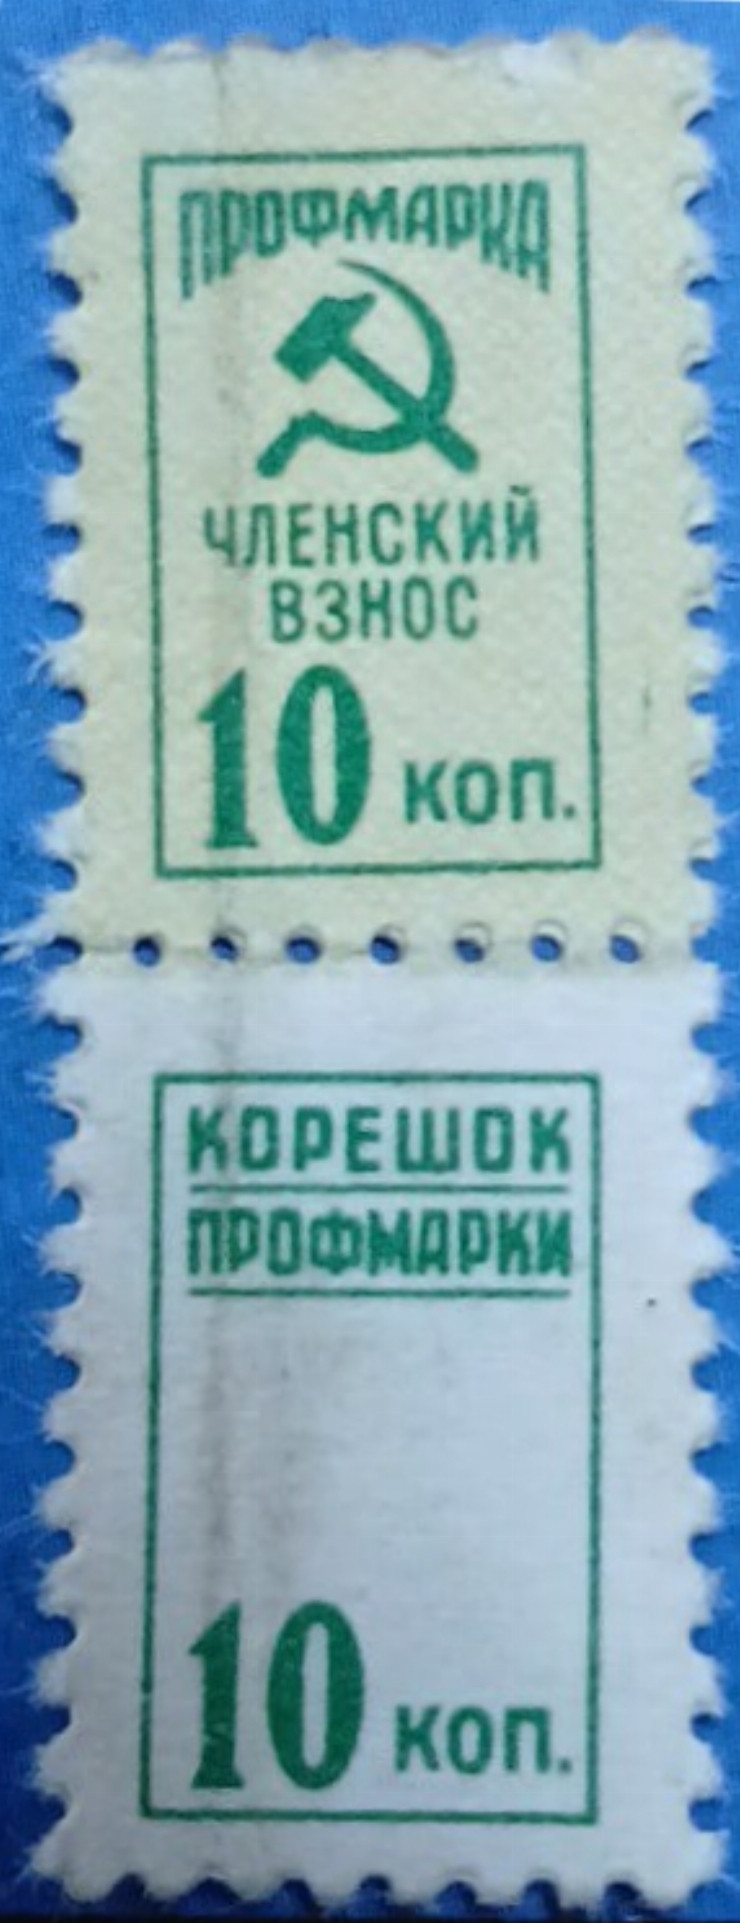 ПРОФМАРКА
ЧЛЕНСКИЙ
ВЗНОС
10 коп.
КОРЕШОК
ПРОФМАРКИ
10 коп.